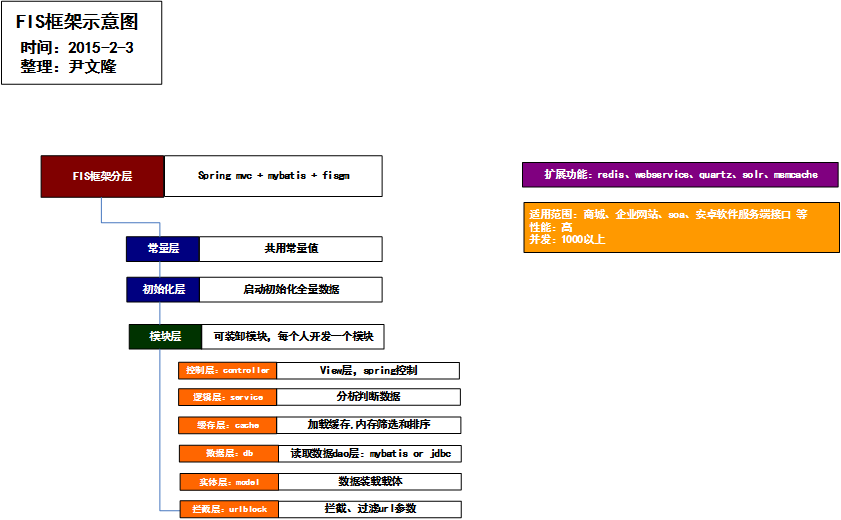 FIS框架示意图
时间：2015-2-3
整理：尹文隆
FIS框架分层
Spring mvc + mybatis + fisgm
扩展功能：redis、webservice、quartz、solr、memcache
适用范围：商城、企业网站、soa、安卓软件服务端接口 等
性能：高
并发：1000以上
常量层
共用常量值
初始化层
启动初始化全量数据
模块层
可装卸模块，每个人开发一个模块
控制层：controller
View层，spring控制
逻辑层：service
分析判断数据
缓存层：cache
加载缓存,内存筛选和排序
数据层：db
读取数据dao层：mybatis or jdbc
实体层：model
数据装载载体
拦截层：urlblock
拦截、过滤url参数